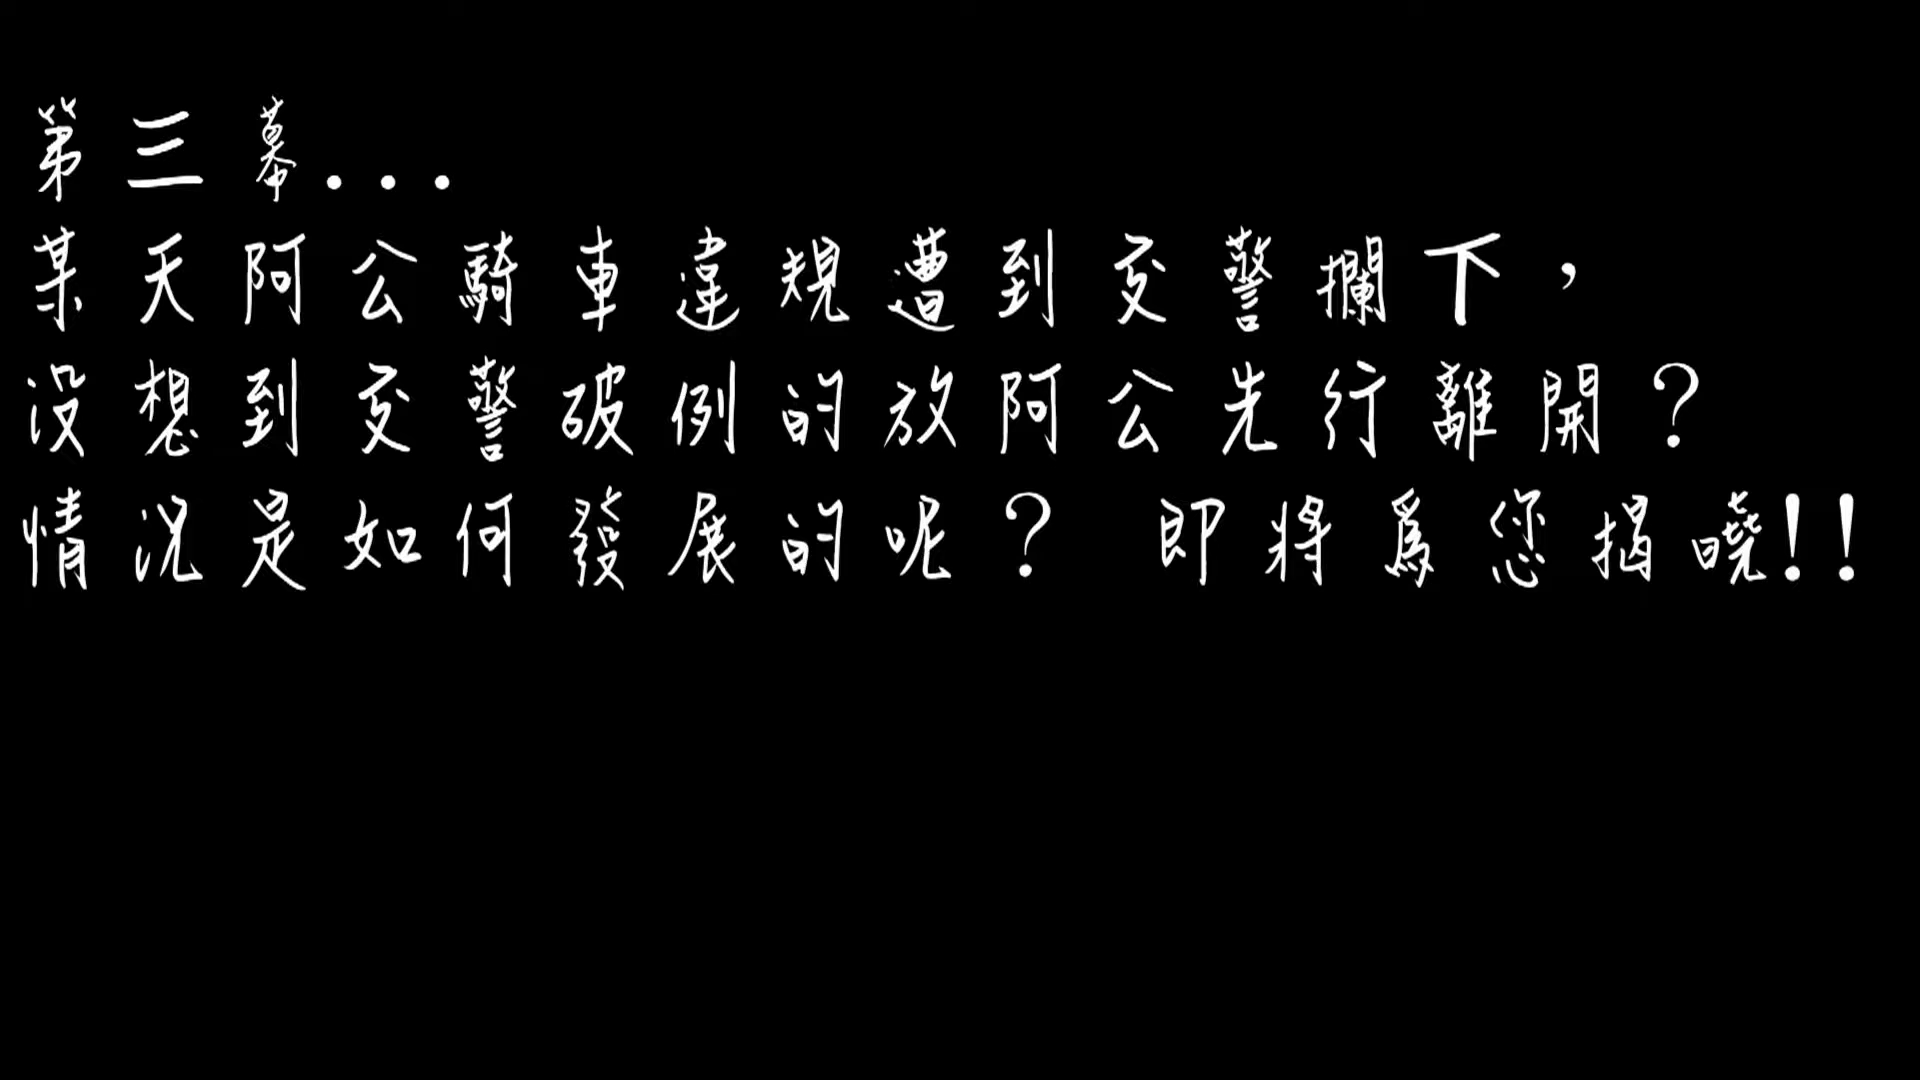 第三幕...
某天阿公騎車違規遭到交警攔下，
沒想到交警破例的放阿公先行離開？
情況是如何發展的呢？ 即將為您揭曉!!